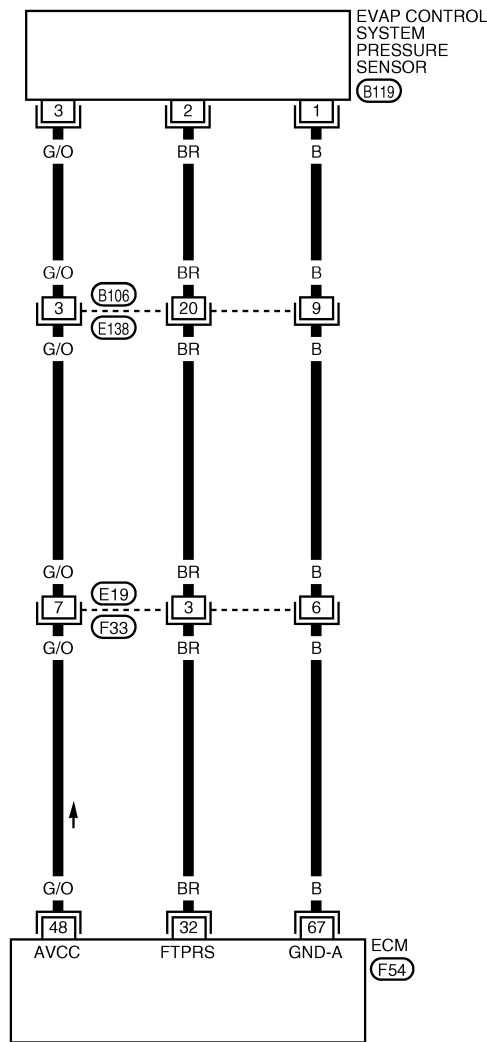 EVAP CONTROL
SYSTEM
PRESSURE
SENSOR
B119
3 2 1
G/O BR B
G/O BR B
B106
3 20 9
E138
G/O BR B
G/O BR B
E19
7 3 6
F33
G/O BR B
G/O BR B
48 32 67
AVCC FTPRS GND-A
ECM
F54